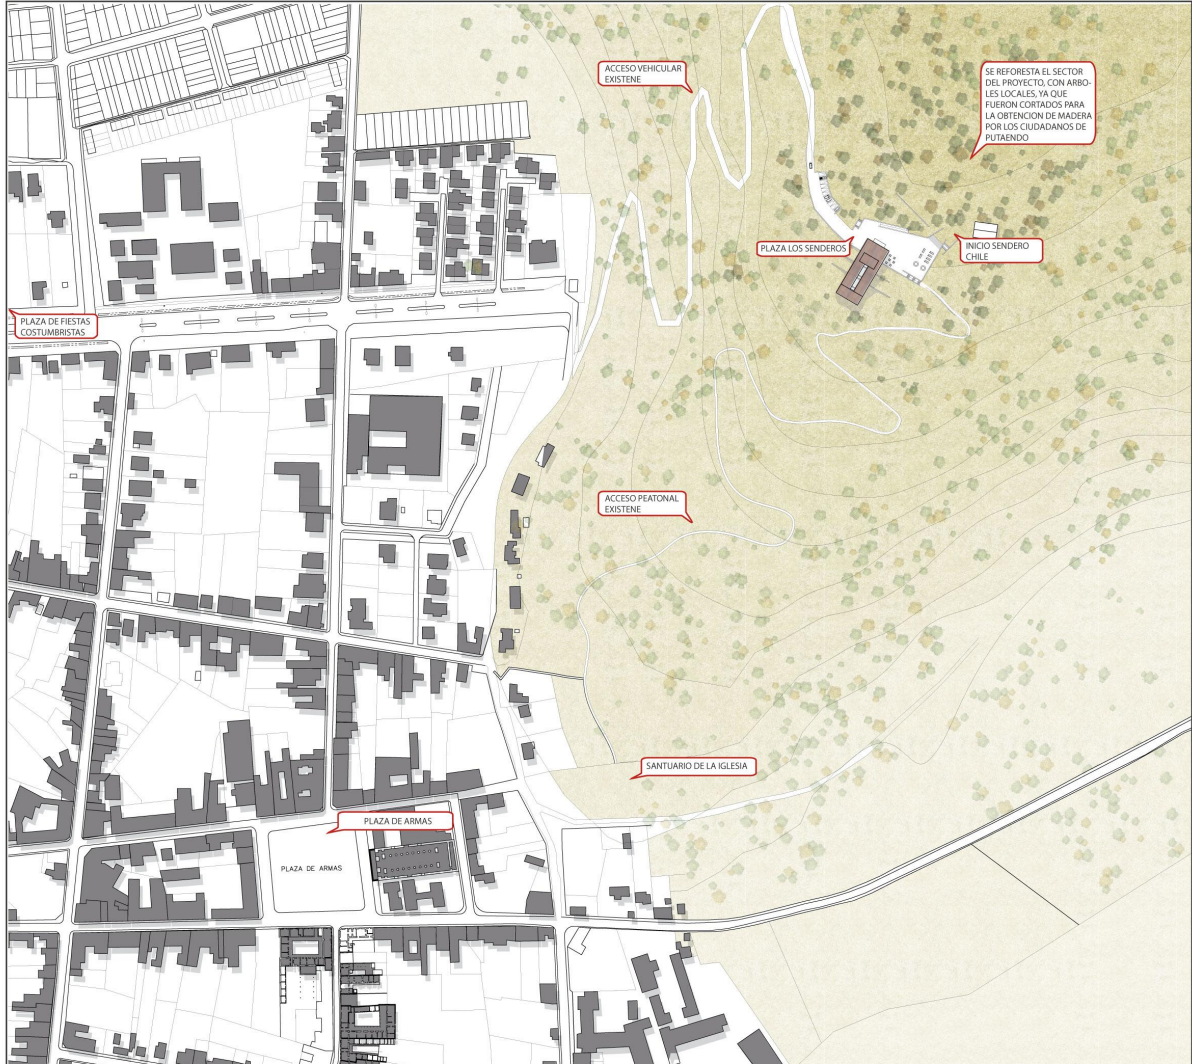 ACCESO VEHICULAR
EXISTENE
SE REFORESTA EL SECTOR
DEL PROYECTO, CON ARBO-
LES LOCALES, YA QUE
FUERON CORTADOS PARA
LA OBTENCION DE MADERA
POR LOS CIUDADANOS DE
PUTAENDO
PLAZA LOS SENDEROS
INICIO SENDERO
CHILE
PLAZA DE FIESTAS
COSTUMBRISTAS
ACCESO PEATONAL
EXISTENE
SANTUARIO DE LA IGLESIA
PLAZA DE ARMAS
PLAZA DE ARMAS